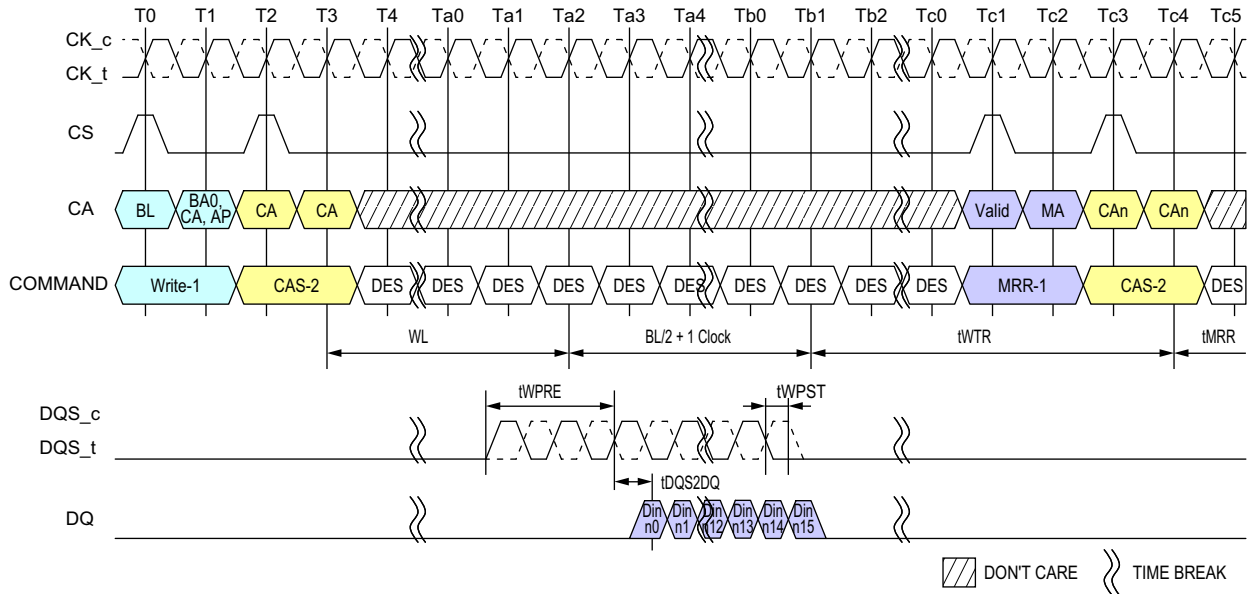 T0 T1 T2 T3 T4 Ta0 Ta1 Ta2 Ta3 Ta4 Tb0 Tb1 Tb2 Tc0 Tc1 Tc2 Tc3 Tc4 Tc5
CK_c
CK_t
CS
CA
BL
BA0,
CA, AP
CA
CA
Valid
MA
CAn
CAn
COMMAND
Write-1 CAS-2 DES DES DES DES DES DES DES DES DES DES MRR-1 CAS-2 DES
WL BL/2 + 1 Clock tWTR tMRR
tWPRE tWPST
DQS_c
DQS_t
tDQS2DQ
DQ
Din Din Din Din Din Din
n0 n1 n12 n13 n14 n15
DON'T CARE TIME BREAK